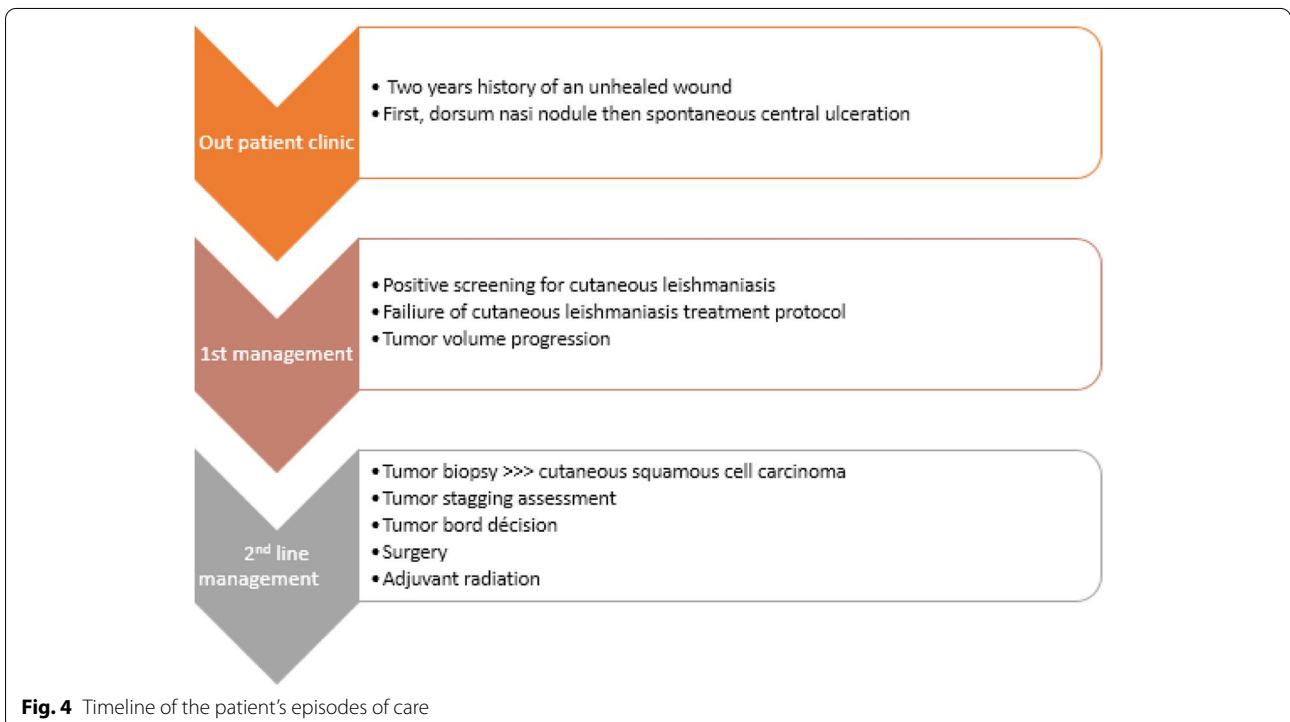 Out patient clinic
• Two years history of an unhealed wound
• First, dorsum nasi nodule then spontaneous central ulceration
1st management
• Positive screening for cutaneous leishmaniasis
• Failiure of cutaneous leishmaniasis treatment protocol
• Tumor volume progression
2nd line
management
• Tumor biopsy >>> cutaneous squamous cell carcinoma
• Tumor stagging assessment
• Tumor bord décision
• Surgery
• Adjuvant radiation
Fig. 4 Timeline of the patient’s episodes of care